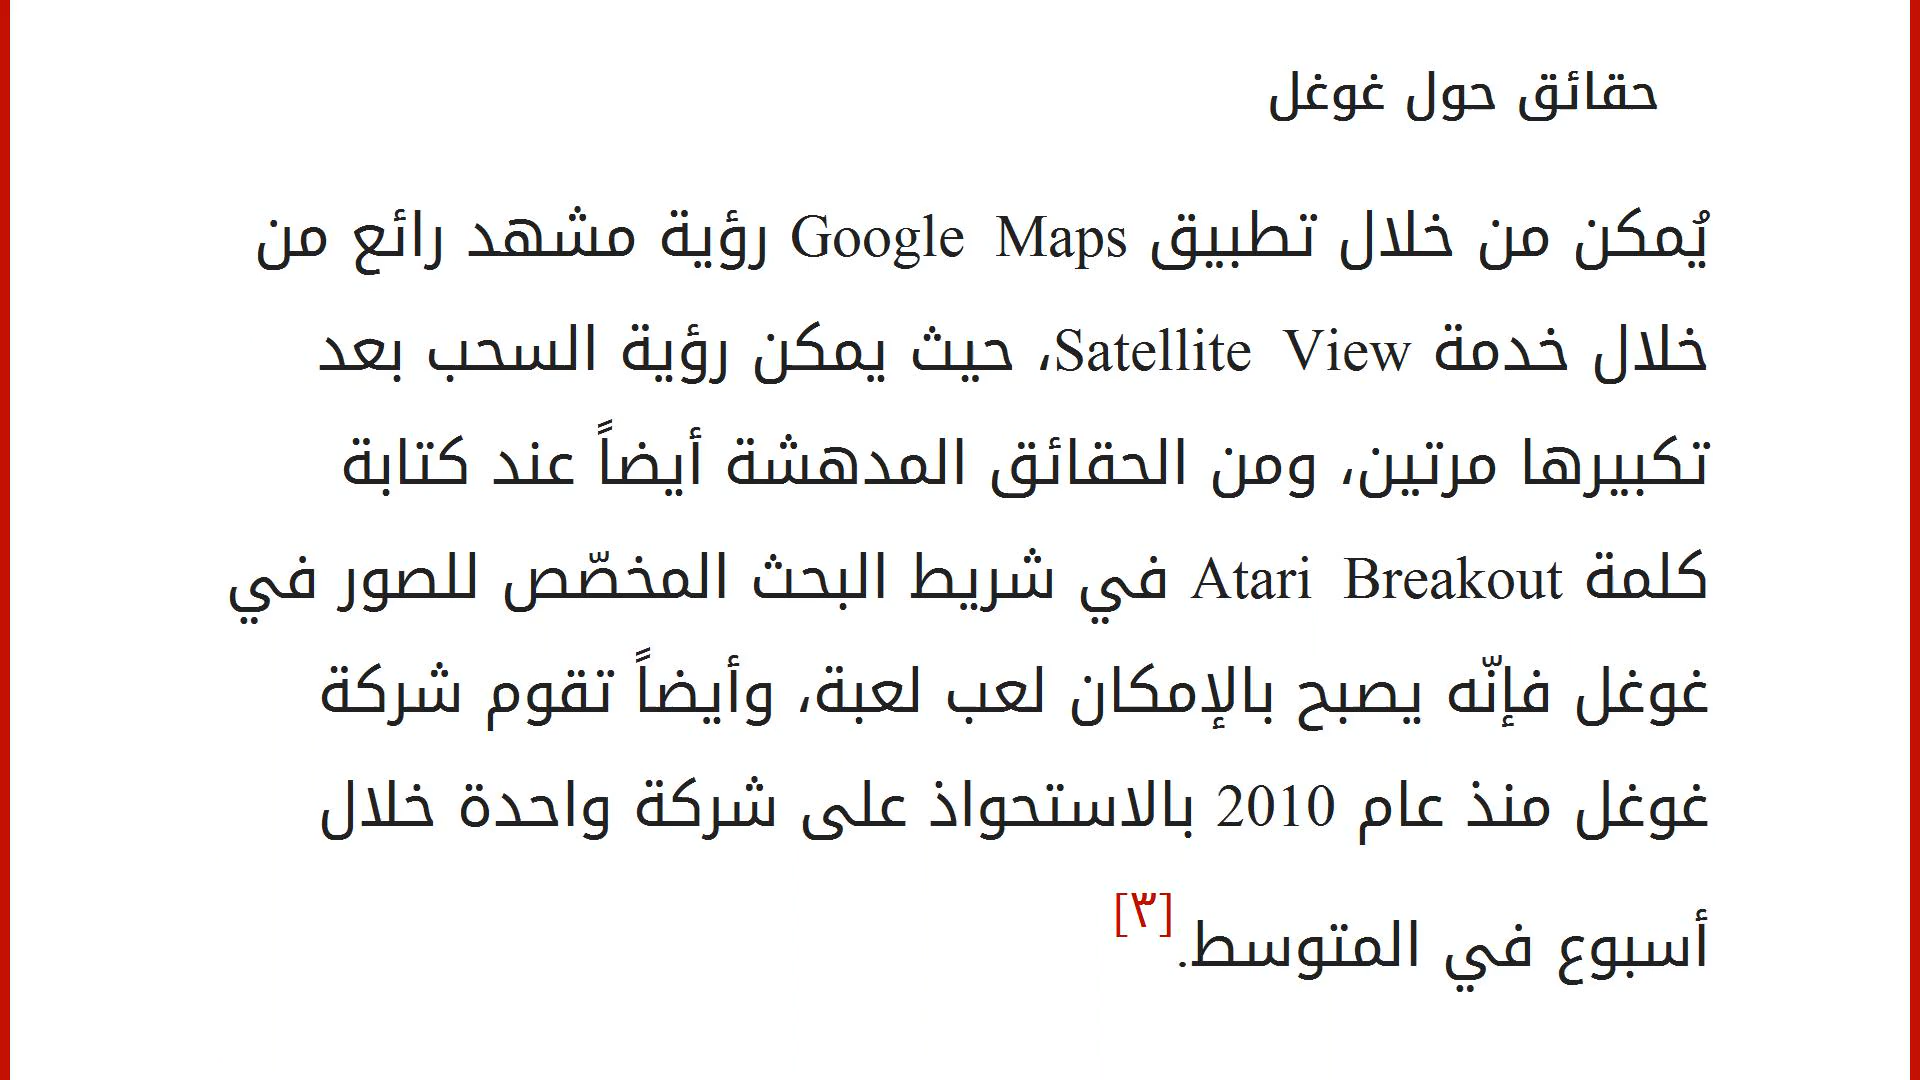 حقائق حول غوغل
يُمكن من خلال تطبيق Google Maps رؤية مشهد رائع من
خلال خدمة Satellite View، حيث يمكن رؤية السحب بعد
تكبيرها مرتين، ومن الحقائق المدهشة أيضاً عند كتابة
كلمة Atari Breakout في شريط البحث المخصّص للصور في
غوغل فإنّه يصبح بالإمكان لعب لعبة، وأيضاً تقوم شركة
غوغل منذ عام 2010 بالاستحواذ على شركة واحدة خلال
أسبوع في المتوسط.[٣]